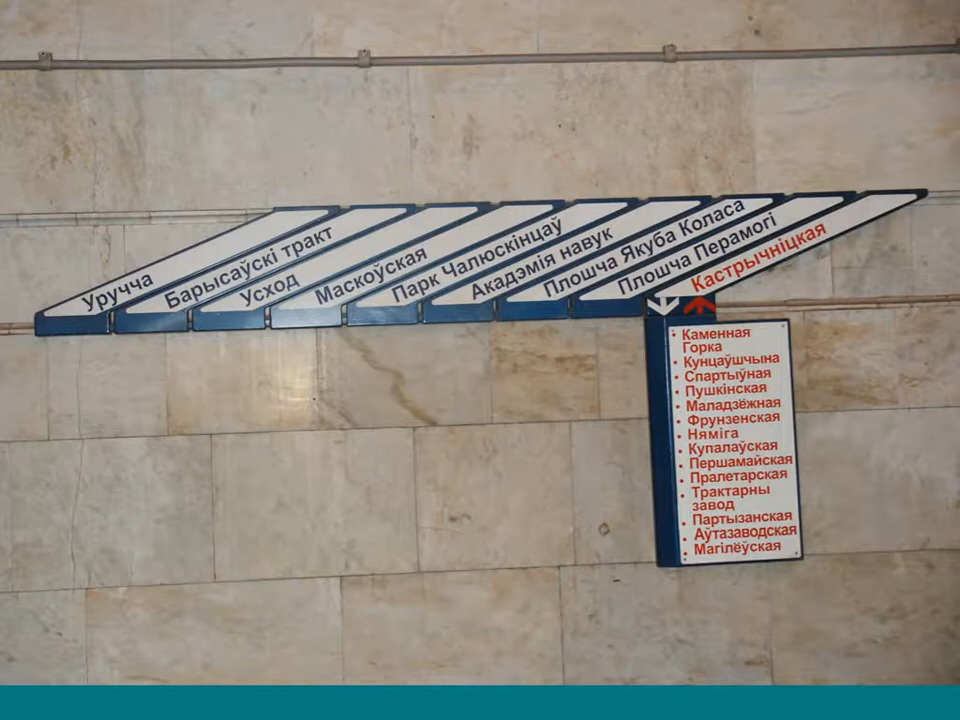 Уручча
Барысаўскі тракт
Усход
Маскоўская
Парк Чалюскінцаў
Акадэмія навук
Плошча Якуба Коласа
Плошча Перамогі
Кастрычніцкая
• Каменная
Горка
• Кунцаўшчына
• Спартыўная
• Пушкінская
• Маладзёжная
• Фрунзенская
• Няміга
• Купалаўская
• Першамайская
• Пралетарская
• Трактарны
завод
• Партызанская
• Аўтазаводская
• Магілёўская